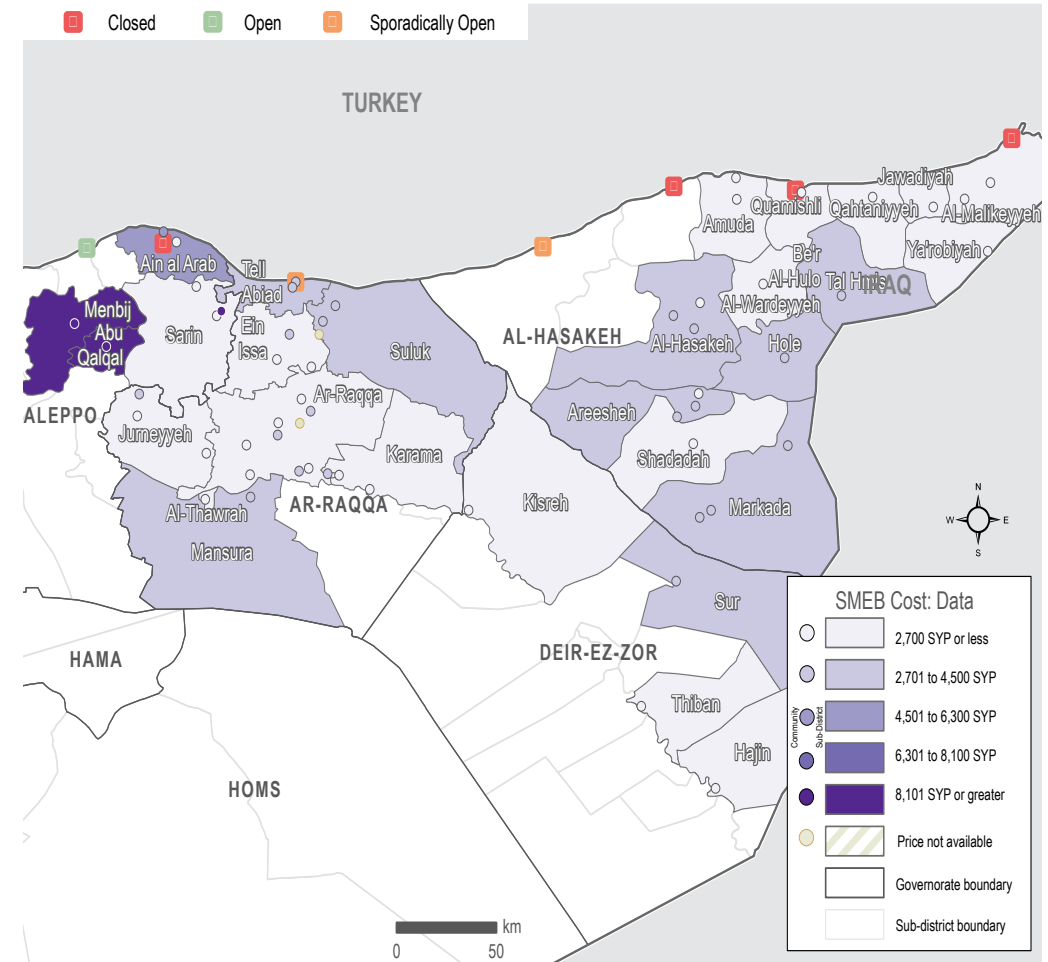 Closed
Open
Sporadically Open
TURKEY
Jawadiyah
Quamishli
Qahtaniyyeh
Al-Malikeyyeh
Amuda
Ya'robiyah
Be'r
Al-Hulo
Al-Wardeyyeh
Tal Hmis
IRAQ
Ain al Arab
Tell
Abiad
Menbij
Abu
Qalqal
Sarin
Ein
Issa
Suluk
AL-HASAKEH
Al-Hasakeh
Hole
ALEPPO
Jurneyyeh
Ar-Raqqa
Karama
Areesheh
Shadadah
Markada
Kisreh
Al-Thawrah
AR-RAQQA
Mansura
N
W
E
S
Sur
HAMA
DEIR-EZ-ZOR
Thiban
Hajin
HOMS
SMEB Cost: Data
Community
Sub-District
2,700 SYP or less
2,701 to 4,500 SYP
4,501 to 6,300 SYP
6,301 to 8,100 SYP
8,101 SYP or greater
Price not available
Governorate boundary
Sub-district boundary
km
0
50